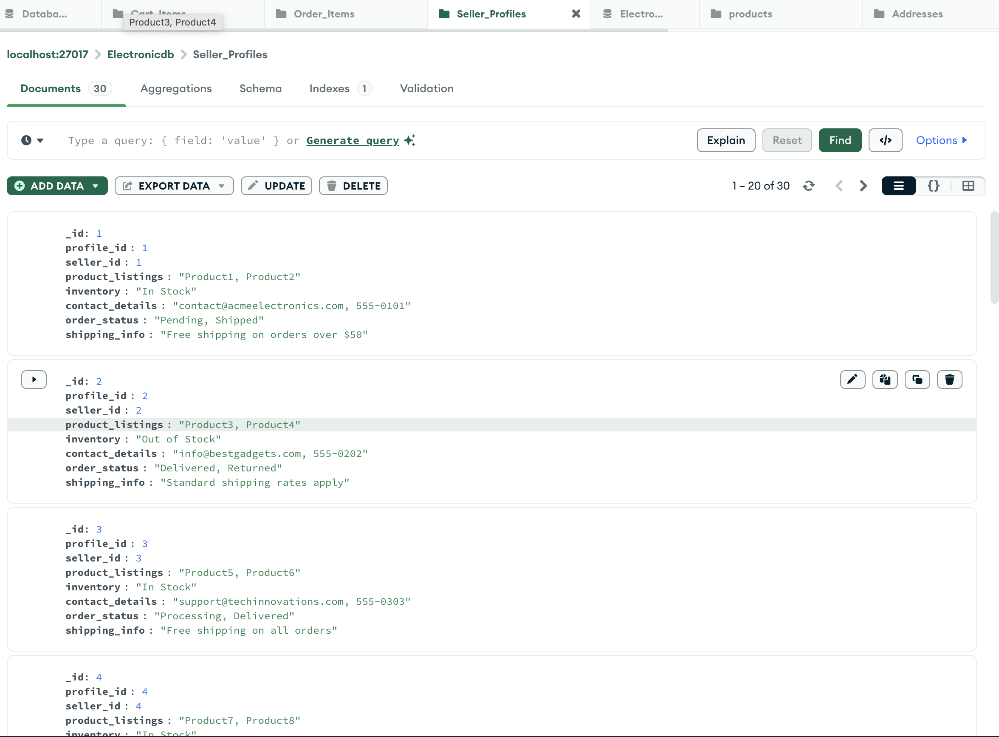 Databa...
Cart_Items
Order_Items
Seller_Profiles
Electro...
products
Addresses
Product3, Product4
localhost:27017 > Electronicdb > Seller_Profiles
Documents 30 Aggregations Schema Indexes 1 Validation
Type a query: { field: 'value' } or Generate query
Explain Reset Find </> Options
ADD DATA EXPORT DATA UPDATE DELETE
1 – 20 of 30 {}
_id: 1
profile_id : 1
seller_id : 1
product_listings : "Product1, Product2"
inventory : "In Stock"
contact_details : "contact@acmeelectronics.com, 555-0101"
order_status : "Pending, Shipped"
shipping_info : "Free shipping on orders over $50"
_id: 2
profile_id : 2
seller_id : 2
product_listings : "Product3, Product4"
inventory : "Out of Stock"
contact_details : "info@bestgadgets.com, 555-0202"
order_status : "Delivered, Returned"
shipping_info : "Standard shipping rates apply"
_id: 3
profile_id : 3
seller_id : 3
product_listings : "Product5, Product6"
inventory : "In Stock"
contact_details : "support@techinnovations.com, 555-0303"
order_status : "Processing, Delivered"
shipping_info : "Free shipping on all orders"
_id: 4
profile_id : 4
seller_id : 4
product_listings : "Product7, Product8"
inventory : "In Stock"